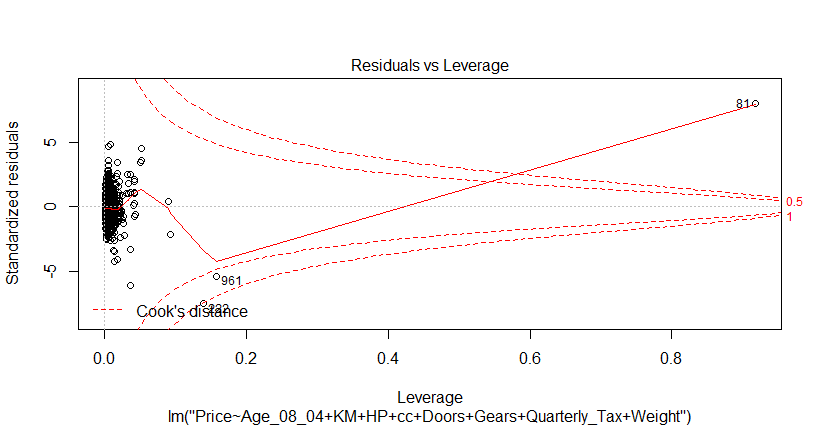 Residuals vs Leverage
Standardized residuals
5
0
-5
81
961
222
0.5
1
Cook's distance
0.0 0.2 0.4 0.6 0.8
Leverage
lm("Price~Age_08_04+KM+HP+cc+Doors+Gears+Quarterly_Tax+Weight")